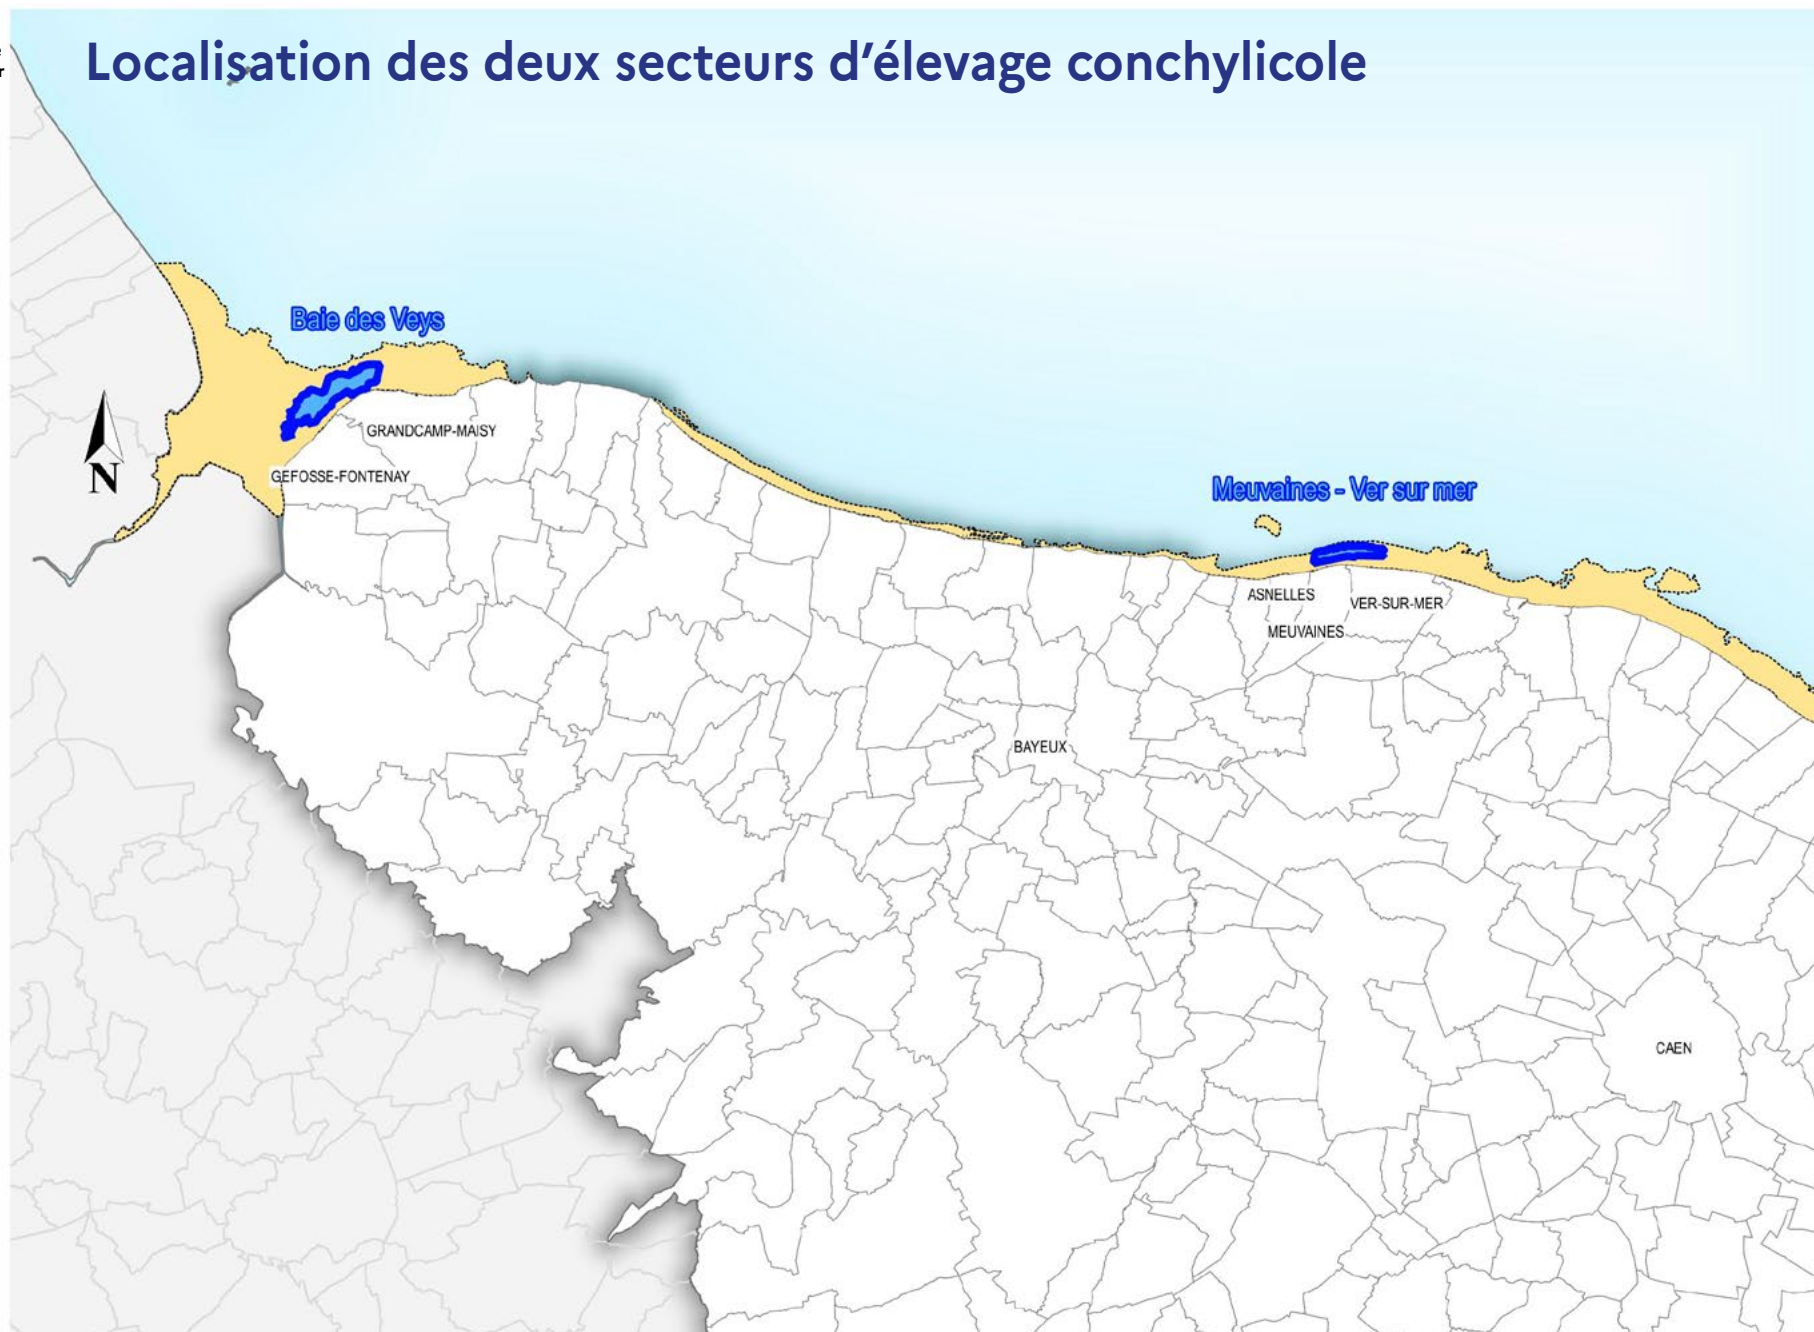 Localisation des deux secteurs d'élevage conchylicole
Baie des Veys
GRANDCAMP-MAISY
N
GEFOSSE-FONTENAY
Meuvaines - Ver sur mer
ASNELLES
VER-SUR-MER
MEUVAINES
BAYEUX
CAEN